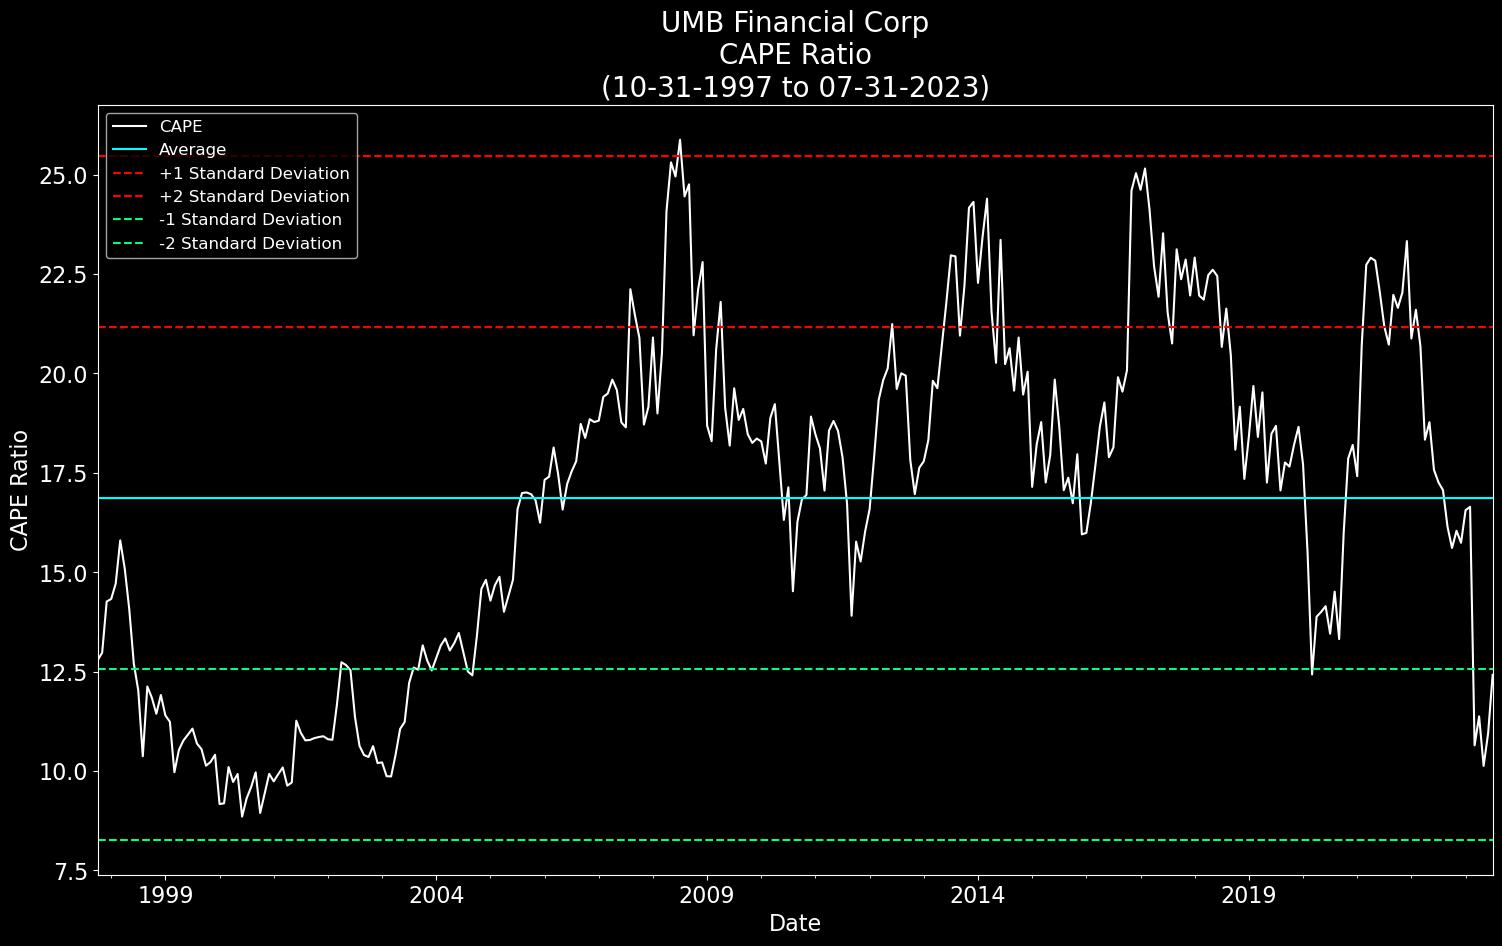 UMB Financial Corp
CAPE Ratio
(10-31-1997 to 07-31-2023)
CAPE
Average
+1 Standard Deviation
+2 Standard Deviation
-1 Standard Deviation
-2 Standard Deviation
25.0
22.5
20.0
17.5
15.0
12.5
10.0
7.5
CAPE Ratio
1999 2004 2009 2014 2019
Date